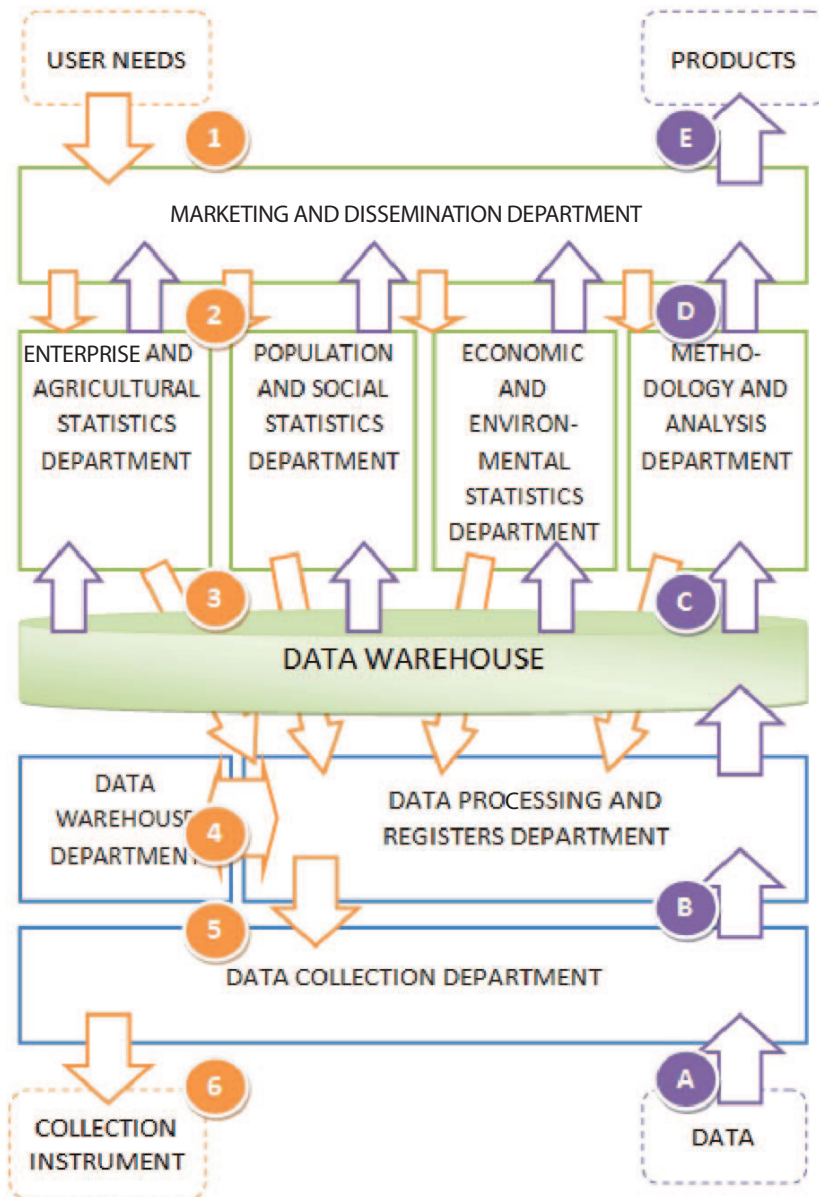 USER NEEDS
PRODUCTS
1
E
MARKETING AND DISSEMINATION DEPARTMENT
2
D
ENTERPRISE AND
AGRICULTURAL
STATISTICS
DEPARTMENT
POPULATION
AND SOCIAL
STATISTICS
DEPARTMENT
ECONOMIC
AND
ENVIRON-
MENTAL
STATISTICS
DEPARTMENT
METHO-
DOLOGY AND
ANALYSIS
DEPARTMENT
3
C
DATA WAREHOUSE
DATA
WAREHOUSE
DEPARTMENT
4
DATA PROCESSING AND
REGISTERS DEPARTMENT
5
B
DATA COLLECTION DEPARTMENT
6
A
COLLECTION
INSTRUMENT
DATA